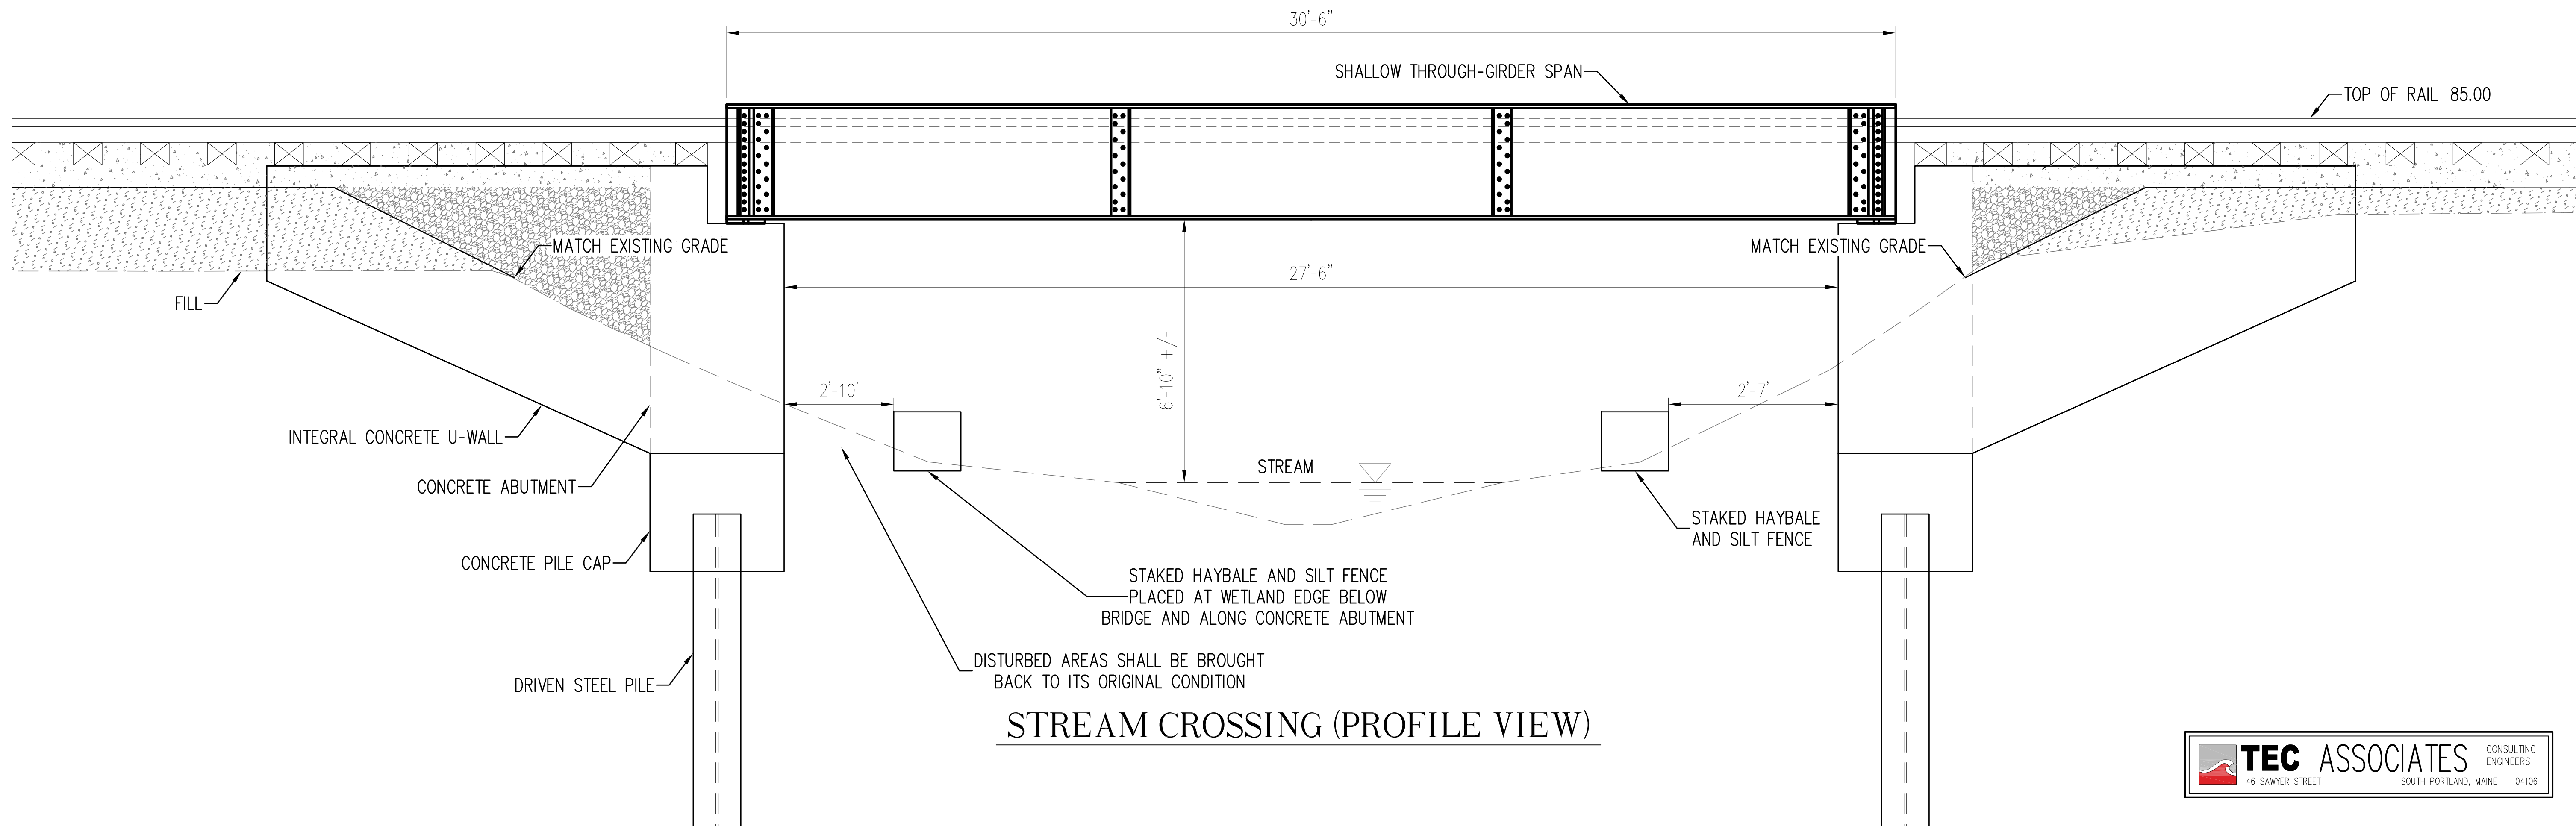 30'-6"
SHALLOW THROUGH-GIRDER SPAN
TOP OF RAIL 85.00
MATCH EXISTING GRADE
MATCH EXISTING GRADE
27'-6"
FILL
6'-10" +/-
2'-10'
2'-7'
INTEGRAL CONCRETE U-WALL
STREAM
CONCRETE ABUTMENT
STAKED HAYBALE
AND SILT FENCE
CONCRETE PILE CAP
STAKED HAYBALE AND SILT FENCE
PLACED AT WETLAND EDGE BELOW
BRIDGE AND ALONG CONCRETE ABUTMENT
DISTURBED AREAS SHALL BE BROUGHT
BACK TO ITS ORIGINAL CONDITION
DRIVEN STEEL PILE
STREAM CROSSING (PROFILE VIEW)
TEC ASSOCIATES
CONSULTING
ENGINEERS
46 SAWYER STREET SOUTH PORTLAND, MAINE 04106